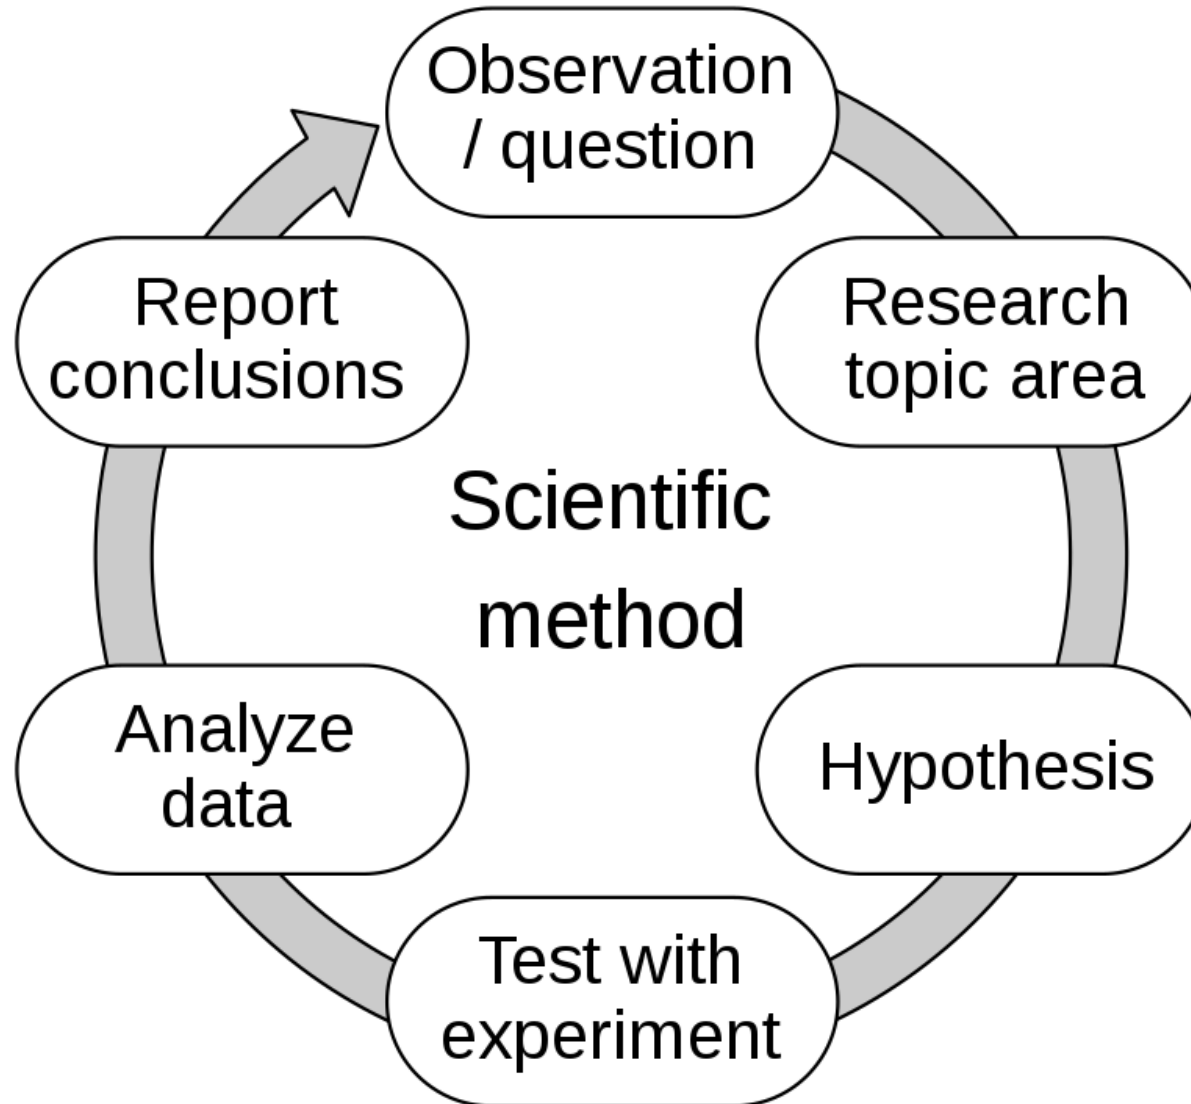 Observation
/ question
Research
topic area
Hypothesis
Test with
experiment
Analyze
data
Report
conclusions
Scientific
method